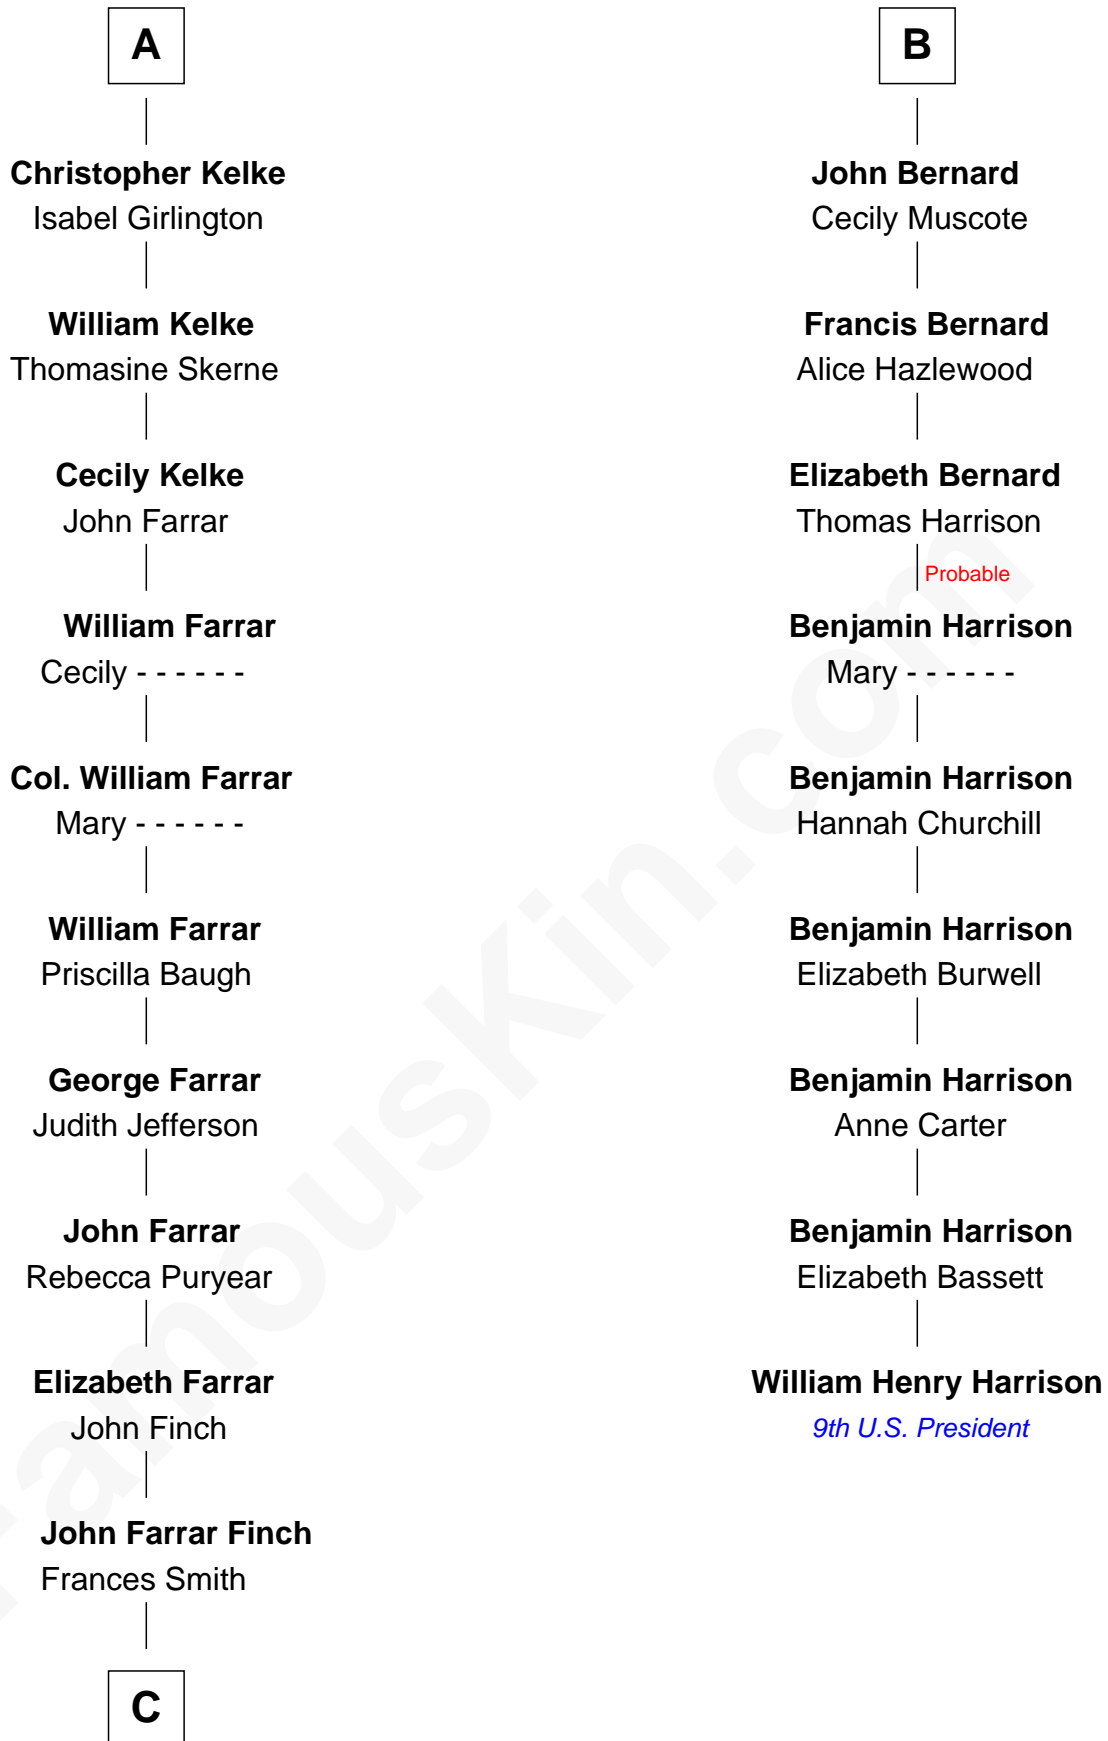 A
Christopher Kelke
Isabel Girlington
William Kelke
Thomasine Skerne
Cecily Kelke
John Farrar
William Farrar
Cecily - - - - - -
Col. William Farrar
Mary - - - - - -
William Farrar
Priscilla Baugh
George Farrar
Judith Jefferson
John Farrar
Rebecca Puryear
Elizabeth Farrar
John Finch
John Farrar Finch
Frances Smith
C
B
John Bernard
Cecily Muscote
Francis Bernard
Alice Hazlewood
Elizabeth Bernard
Thomas Harrison
Probable
Benjamin Harrison
Mary - - - - - -
Benjamin Harrison
Hannah Churchill
Benjamin Harrison
Elizabeth Burwell
Benjamin Harrison
Anne Carter
Benjamin Harrison
Elizabeth Bassett
William Henry Harrison
9th U.S. President
FamousKin.com